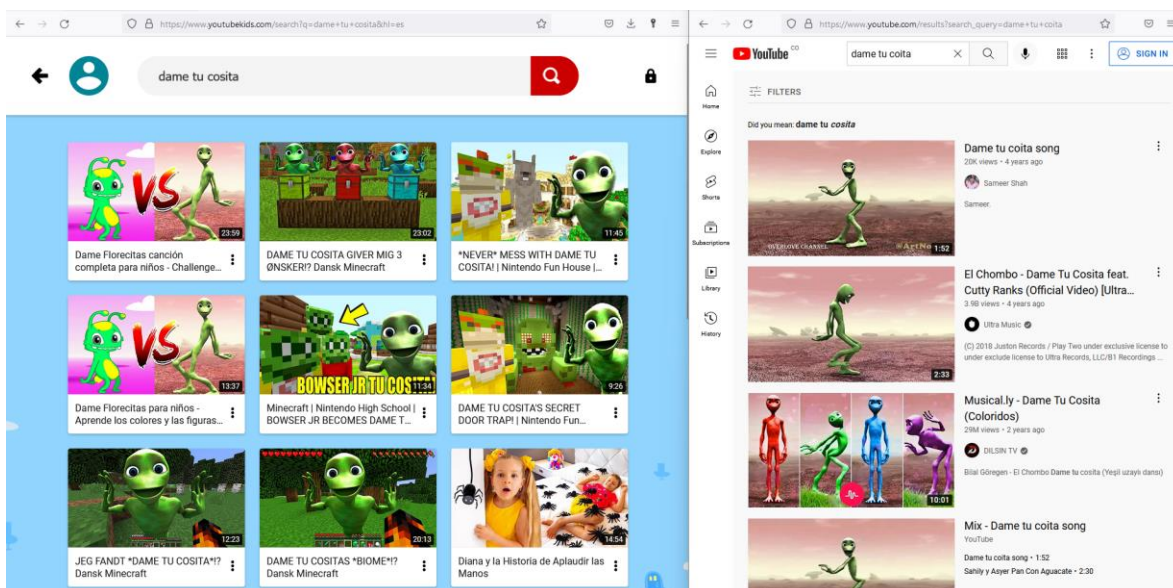 https://www.youtubekids.com/search?q=dame+tu+cosita&hl=es
dame tu cosita
VS
23:59
Dame Florecitas canción
completa para niños - Challenge...
23:02
DAME TU COSITA GIVER MIG 3
ØNSKER!? Dansk Minecraft
11:45
*NEVER* MESS WITH DAME TU
COSITA! | Nintendo Fun House |...
VS
13:37
Dame Florecitas para niños -
Aprende los colores y las figuras...
BOWSER JR TU COSITA
11:34
Minecraft | Nintendo High School |
BOWSER JR BECOMES DAME T...
9:26
DAME TU COSITA'S SECRET
DOOR TRAP! | Nintendo Fun...
12:23
JEG FANDT *DAME TU COSITA*!?
Dansk Minecraft
20:13
DAME TU COSITAS *BIOME*!?
Dansk Minecraft
14:54
Diana y la Historia de Aplaudir las
Manos
https://www.youtube.com/results?search_query=dame+tu+coita
YouTube CO
dame tu coita
SIGN IN
Home
Explore
Shorts
Subscriptions
Library
History
FILTERS
Did you mean: dame tu cosita
OVERLOVE CHANNEL
@ArtNo
1:52
Dame tu coita song
20K views • 4 years ago
Sameer Shah
Sameer.
2:33
El Chombo - Dame Tu Cosita feat.
Cutty Ranks (Official Video) [Ultra...
3.9B views • 4 years ago
Ultra Music
(C) 2018 Juston Records / Play Two under exclusive license to
under exclude license to Ultra Records, LLC/B1 Recordings ...
10:01
Musical.ly - Dame Tu Cosita
(Coloridos)
29M views • 2 years ago
DILSIN TV
Bilal Göregen - El Chombo Dame tu cosita (Yeşil uzaylı dansı)
Mix - Dame tu coita song
YouTube
Dame tu coita song • 1:52
Sahily y Asyer Pan Con Aguacate • 2:30